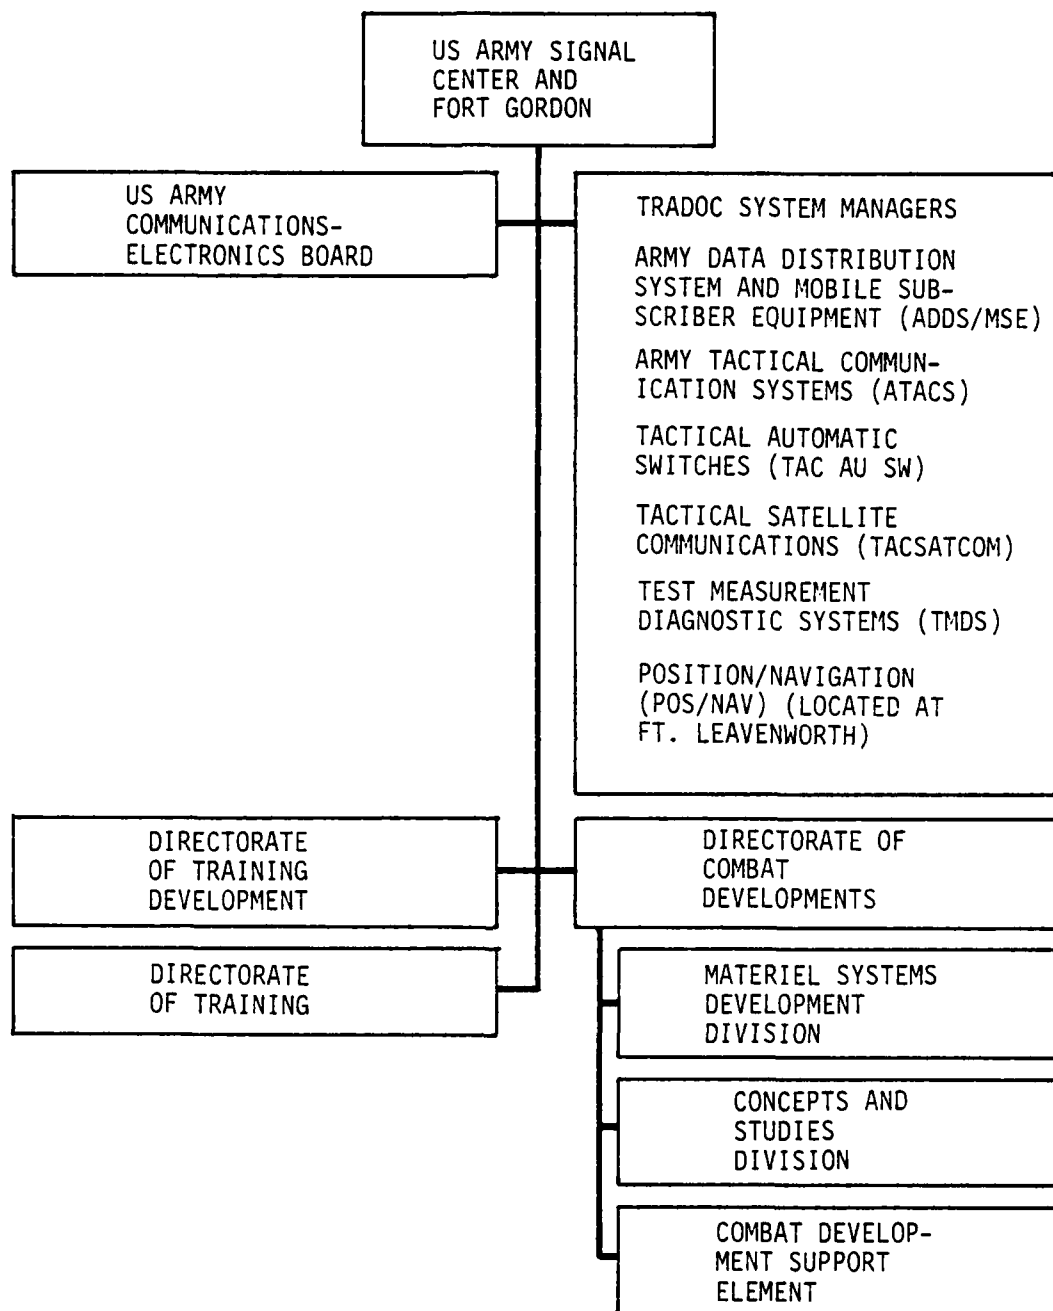 US ARMY SIGNAL
CENTER AND
FORT GORDON
US ARMY
COMMUNICATIONS-
ELECTRONICS BOARD
TRADOC SYSTEM MANAGERS
ARMY DATA DISTRIBUTION
SYSTEM AND MOBILE SUB-
SCRIBER EQUIPMENT (ADDS/MSE)
ARMY TACTICAL COMMUN-
ICATION SYSTEMS (ATACS)
TACTICAL AUTOMATIC
SWITCHES (TAC AU SW)
TACTICAL SATELLITE
COMMUNICATIONS (TACSATCOM)
TEST MEASUREMENT
DIAGNOSTIC SYSTEMS (TMDS)
POSITION/NAVIGATION
(POS/NAV) (LOCATED AT
FT. LEAVENWORTH)
DIRECTORATE
OF TRAINING
DEVELOPMENT
DIRECTORATE OF
COMBAT
DEVELOPMENTS
DIRECTORATE
OF TRAINING
MATERIEL SYSTEMS
DEVELOPMENT
DIVISION
CONCEPTS AND
STUDIES
DIVISION
COMBAT DEVELOP-
MENT SUPPORT
ELEMENT